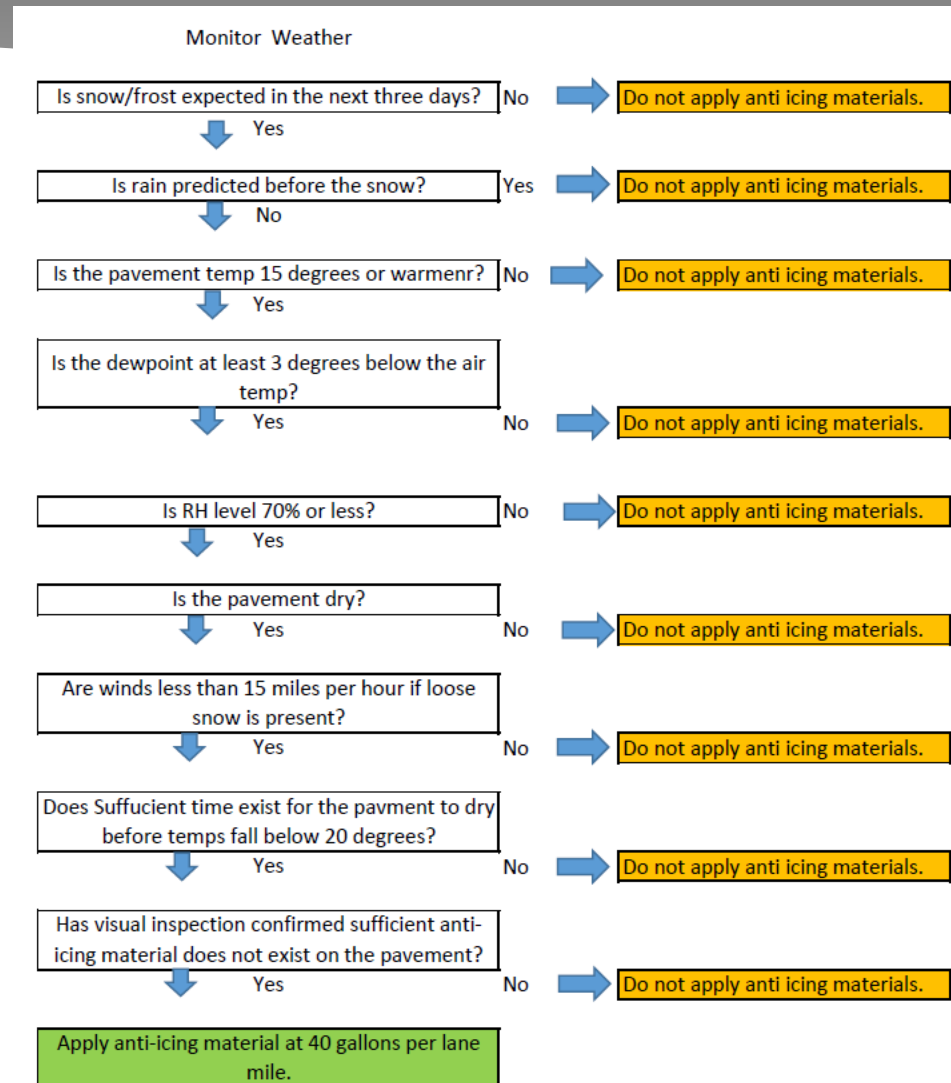 Monitor Weather
Is snow/frost expected in the next three days? No Do not apply anti icing materials.
Yes
Is rain predicted before the snow? Yes Do not apply anti icing materials.
No
Is the pavement temp 15 degrees or warmenr? No Do not apply anti icing materials.
Yes
Is the dewpoint at least 3 degrees below the air
temp?
Yes No Do not apply anti icing materials.
Is RH level 70% or less? No Do not apply anti icing materials.
Yes
Is the pavement dry?
Yes No Do not apply anti icing materials.
Are winds less than 15 miles per hour if loose
snow is present?
Yes No Do not apply anti icing materials.
Does Suffucient time exist for the pavment to dry
before temps fall below 20 degrees?
Yes No Do not apply anti icing materials.
Has visual inspection confirmed sufficient anti-
icing material does not exist on the pavement?
Yes No Do not apply anti icing materials.
Apply anti-icing material at 40 gallons per lane
mile.